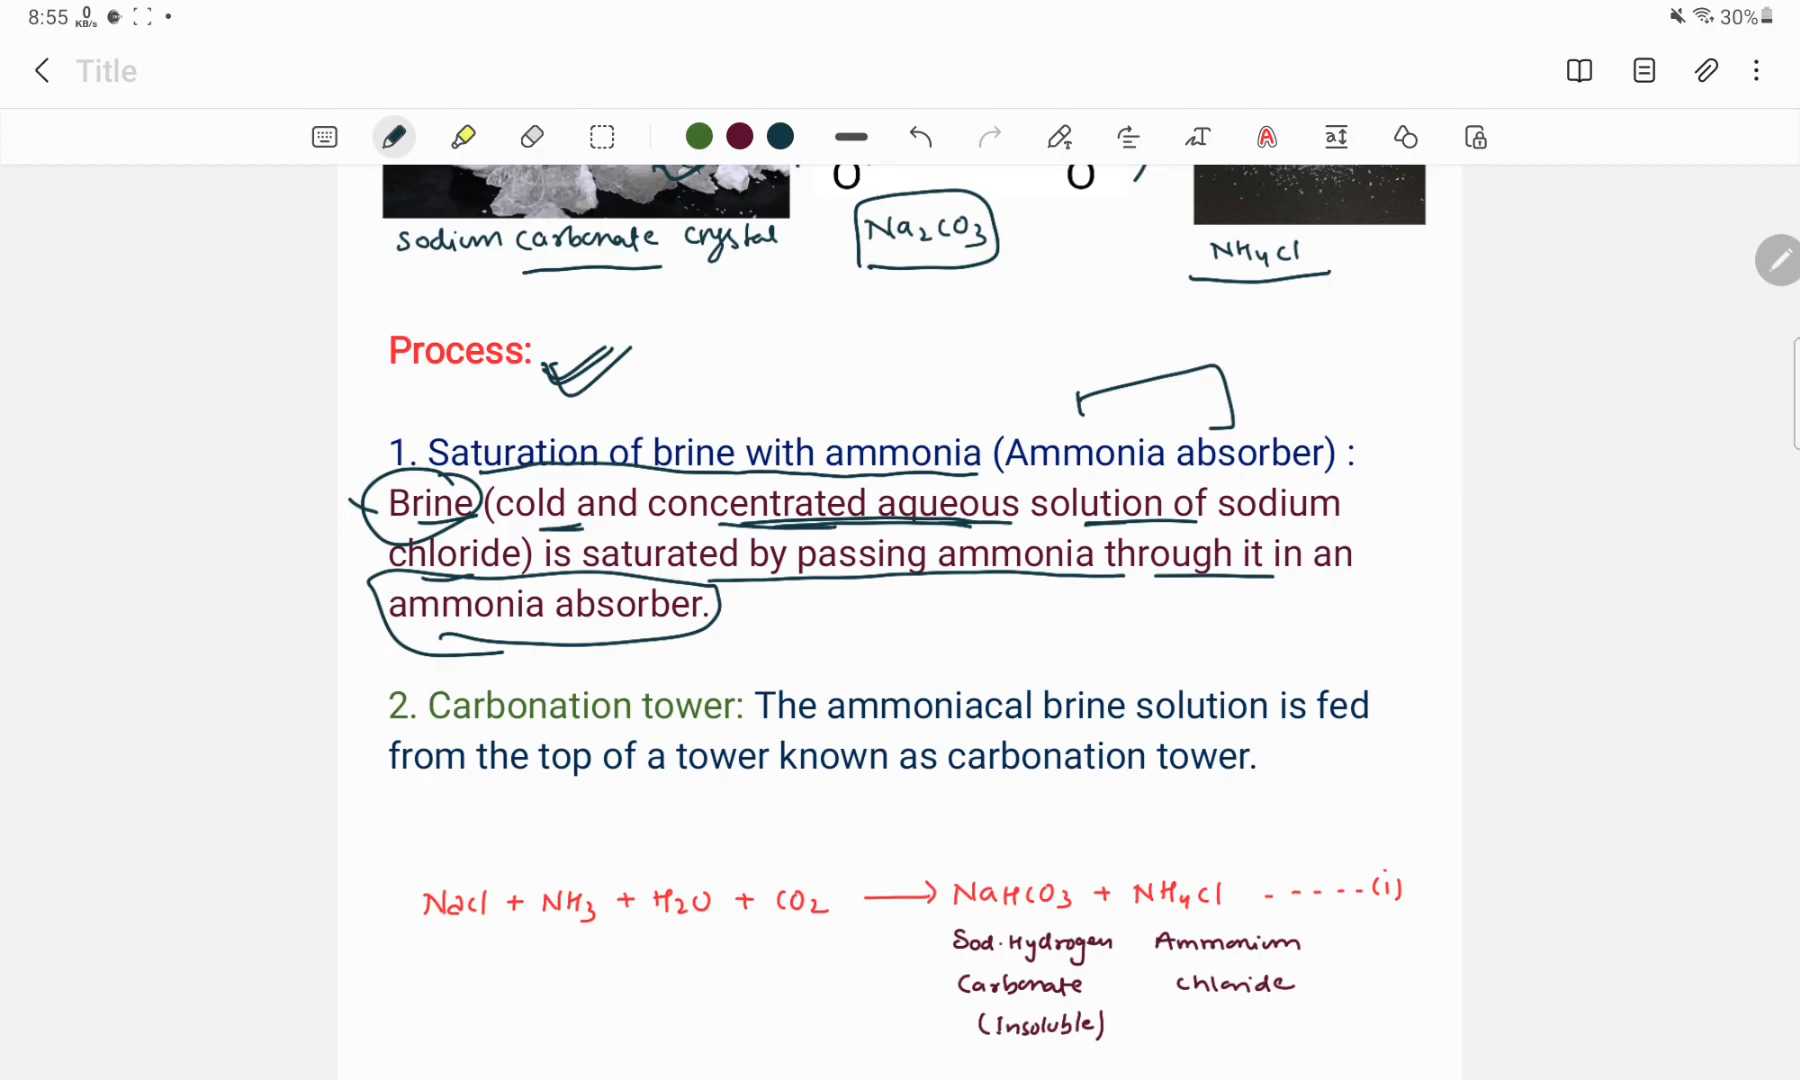 8:55 0 KB/s 30%
Title
O O
Sodium carbonate crystal Na2CO3 NH4Cl
Process:
1. Saturation of brine with ammonia (Ammonia absorber) :
Brine (cold and concentrated aqueous solution of sodium
chloride) is saturated by passing ammonia through it in an
ammonia absorber.
2. Carbonation tower: The ammoniacal brine solution is fed
from the top of a tower known as carbonation tower.
NaCl + NH3 + H2O + CO2 ⟶ NaHCO3 + NH4Cl - - - - - (i)
Sod. Hydrogen Ammonium
Carbonate Chloride
(Insoluble)